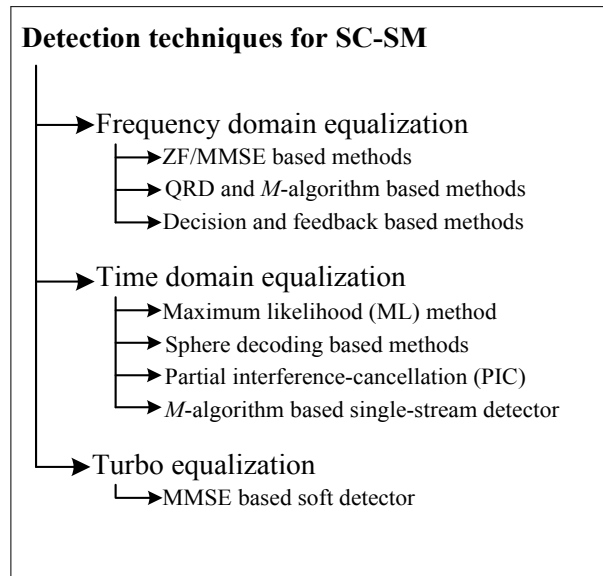 Detection techniques for SC-SM
Frequency domain equalization
ZF/MMSE based methods
QRD and M-algorithm based methods
Decision and feedback based methods
Time domain equalization
Maximum likelihood (ML) method
Sphere decoding based methods
Partial interference-cancellation (PIC)
M-algorithm based single-stream detector
Turbo equalization
MMSE based soft detector